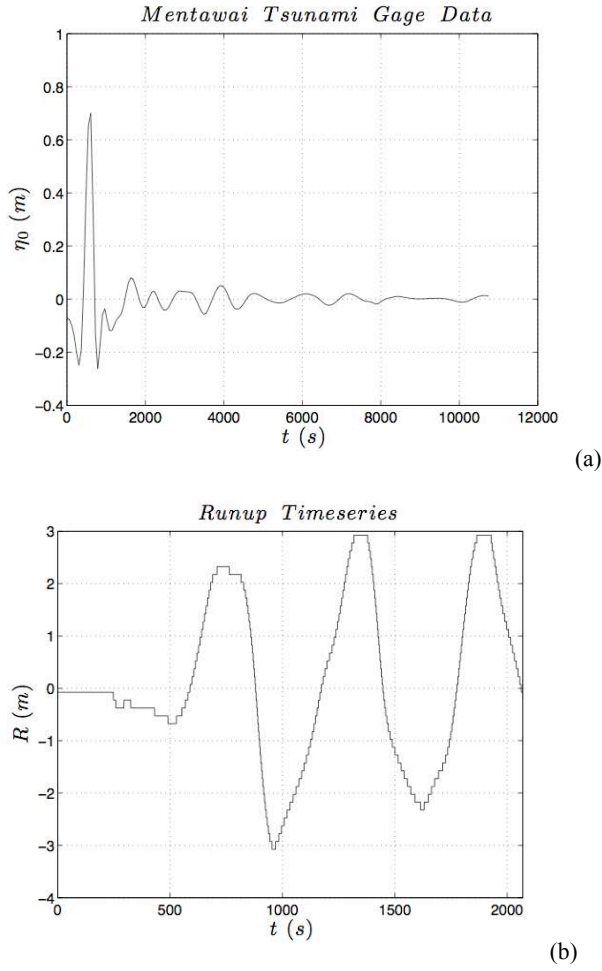 Mentawai Tsunami Gage Data
1
0.8
0.6
0.4
0.2
0
−0.2
−0.4
η0 (m)
0 2000 4000 6000 8000 10000 12000
t (s)
(a)
Runup Timeseries
3
2
1
0
−1
−2
−3
−4
R (m)
0 500 1000 1500 2000
t (s)
(b)